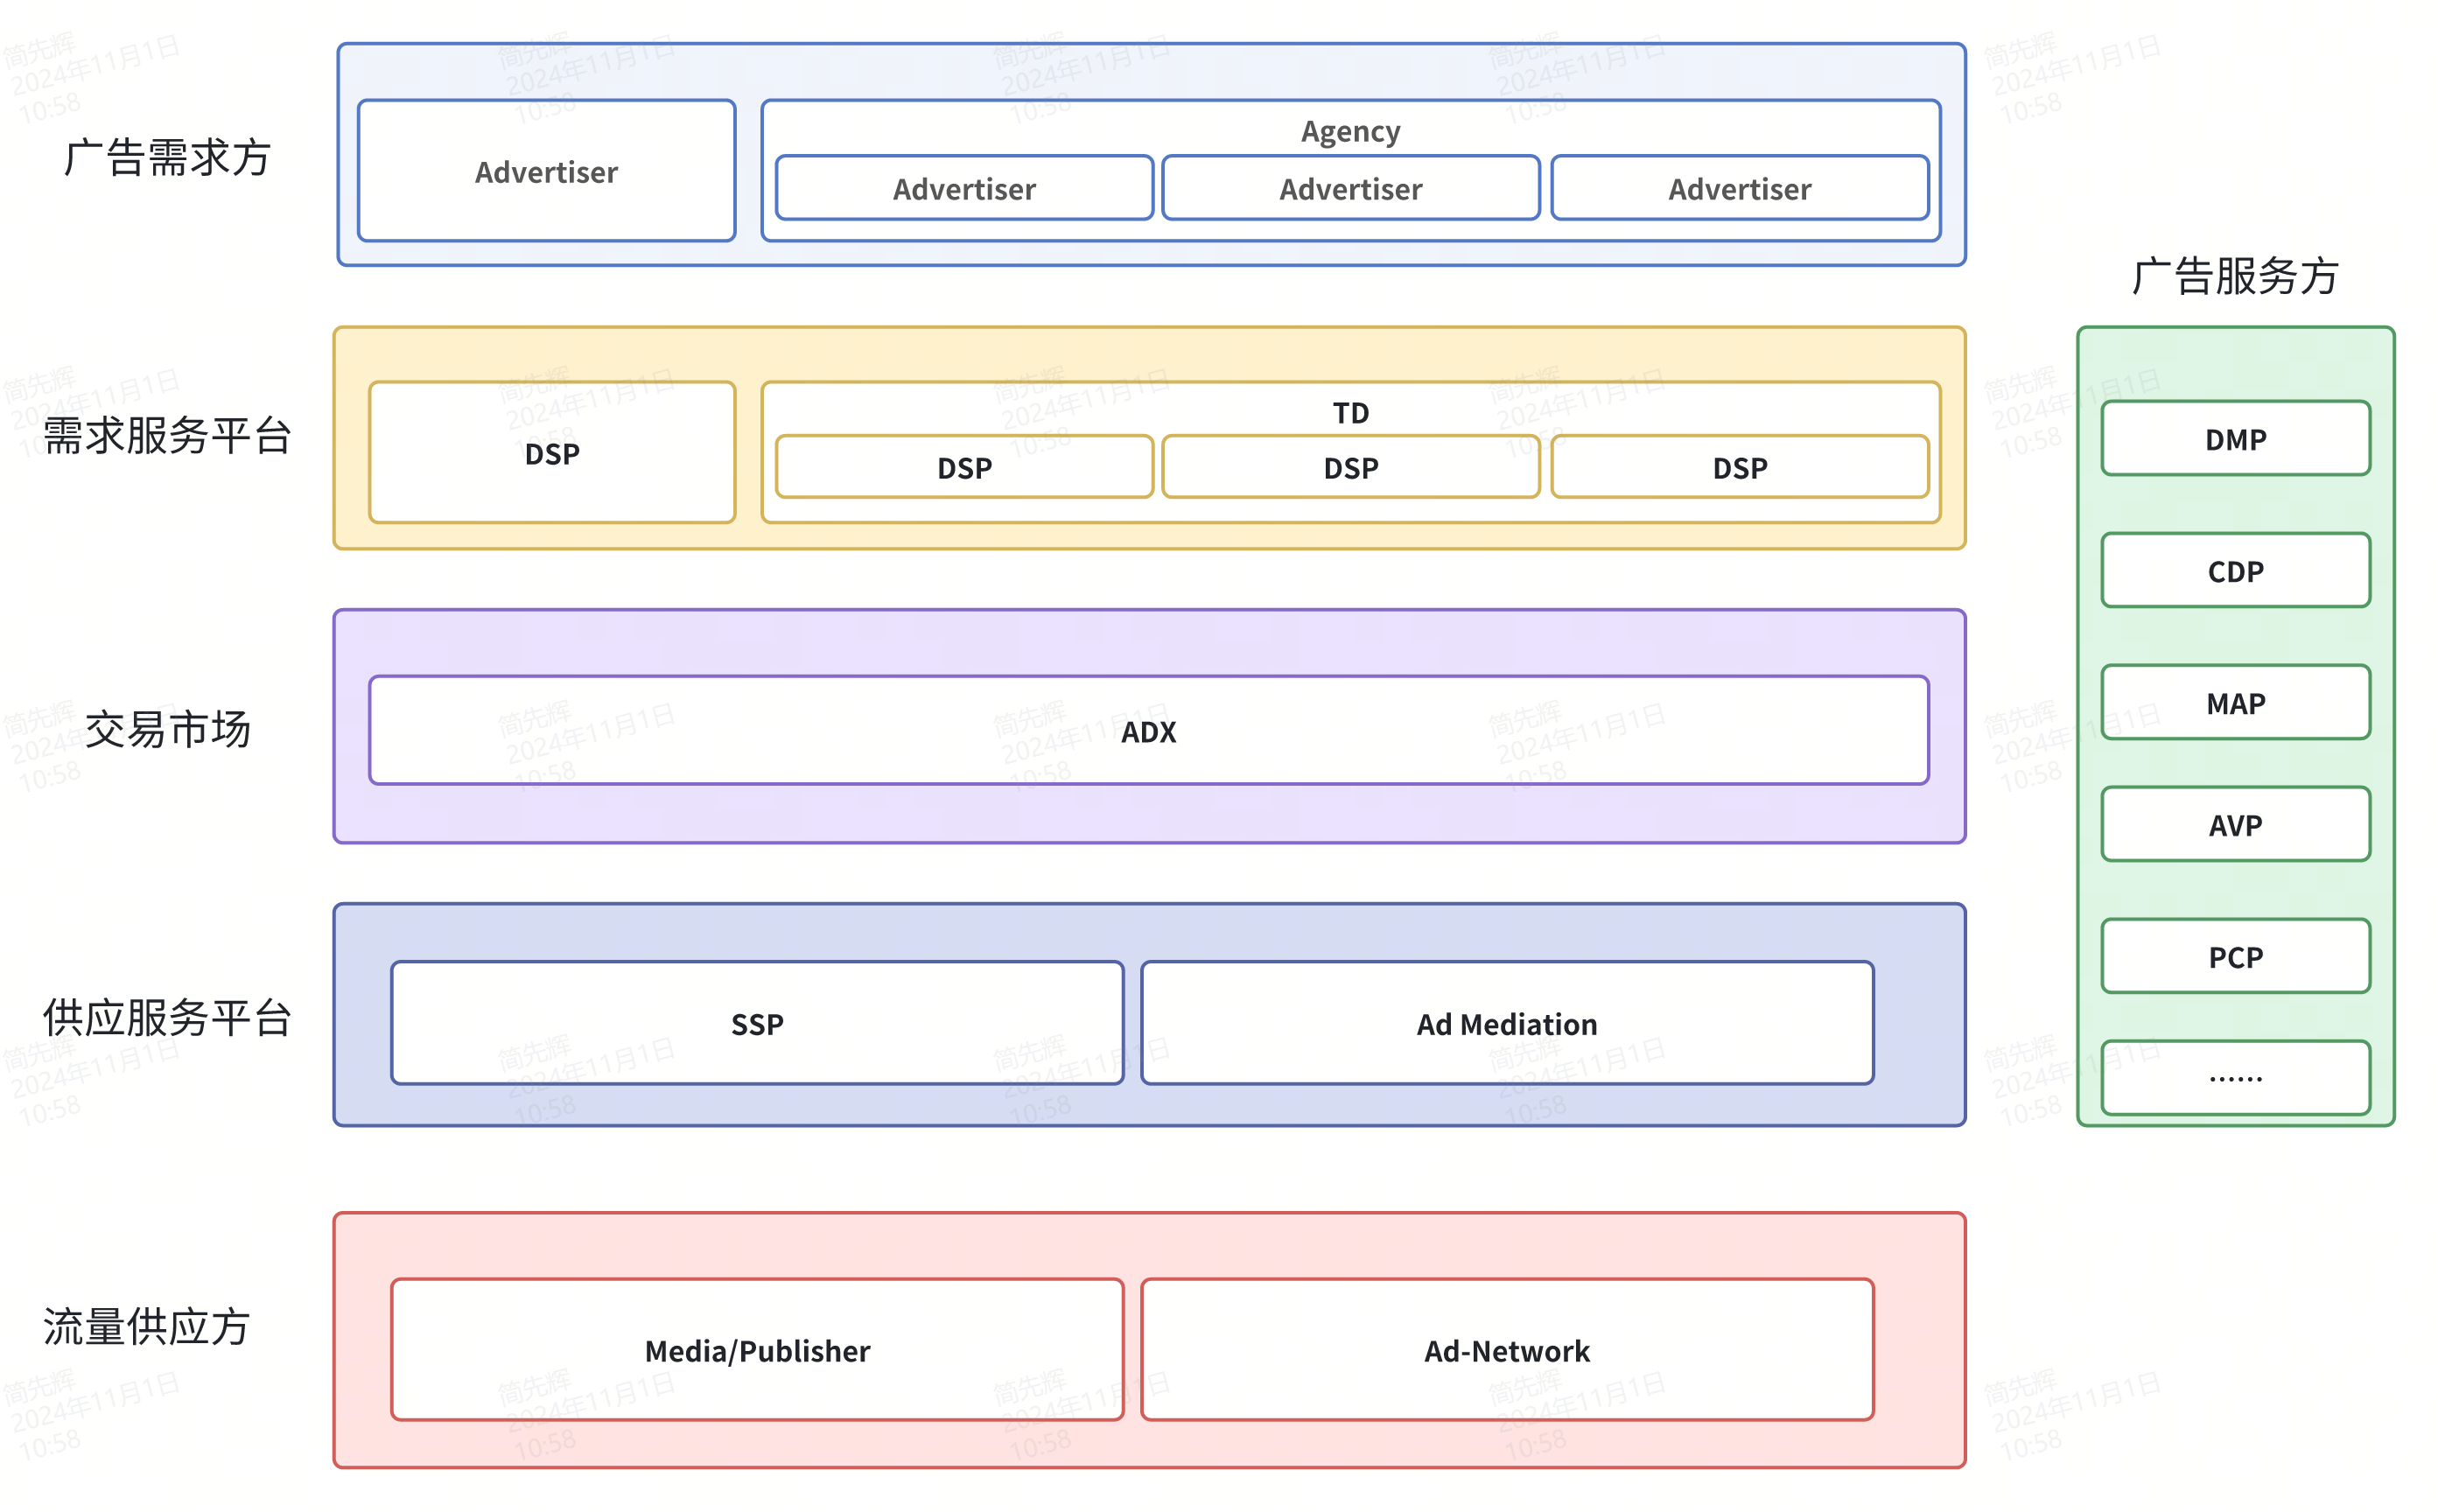 广告需求方
Advertiser
Agency
Advertiser
Advertiser
Advertiser
广告服务方
需求服务平台
DSP
TD
DSP
DSP
DSP
交易市场
ADX
供应服务平台
SSP
Ad Mediation
流量供应方
Media/Publisher
Ad-Network
DMP
CDP
MAP
AVP
PCP
……
简先辉
2024年11月1日
10:58